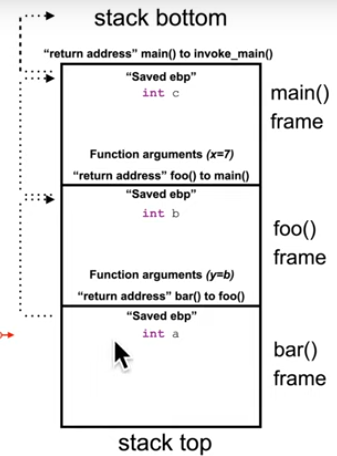 stack bottom
“return address” main() to invoke_main()
“Saved ebp”
int c
main()
frame
Function arguments (x=7)
“return address” foo() to main()
“Saved ebp”
int b
foo()
frame
Function arguments (y=b)
“return address” bar() to foo()
“Saved ebp”
int a
bar()
frame
stack top